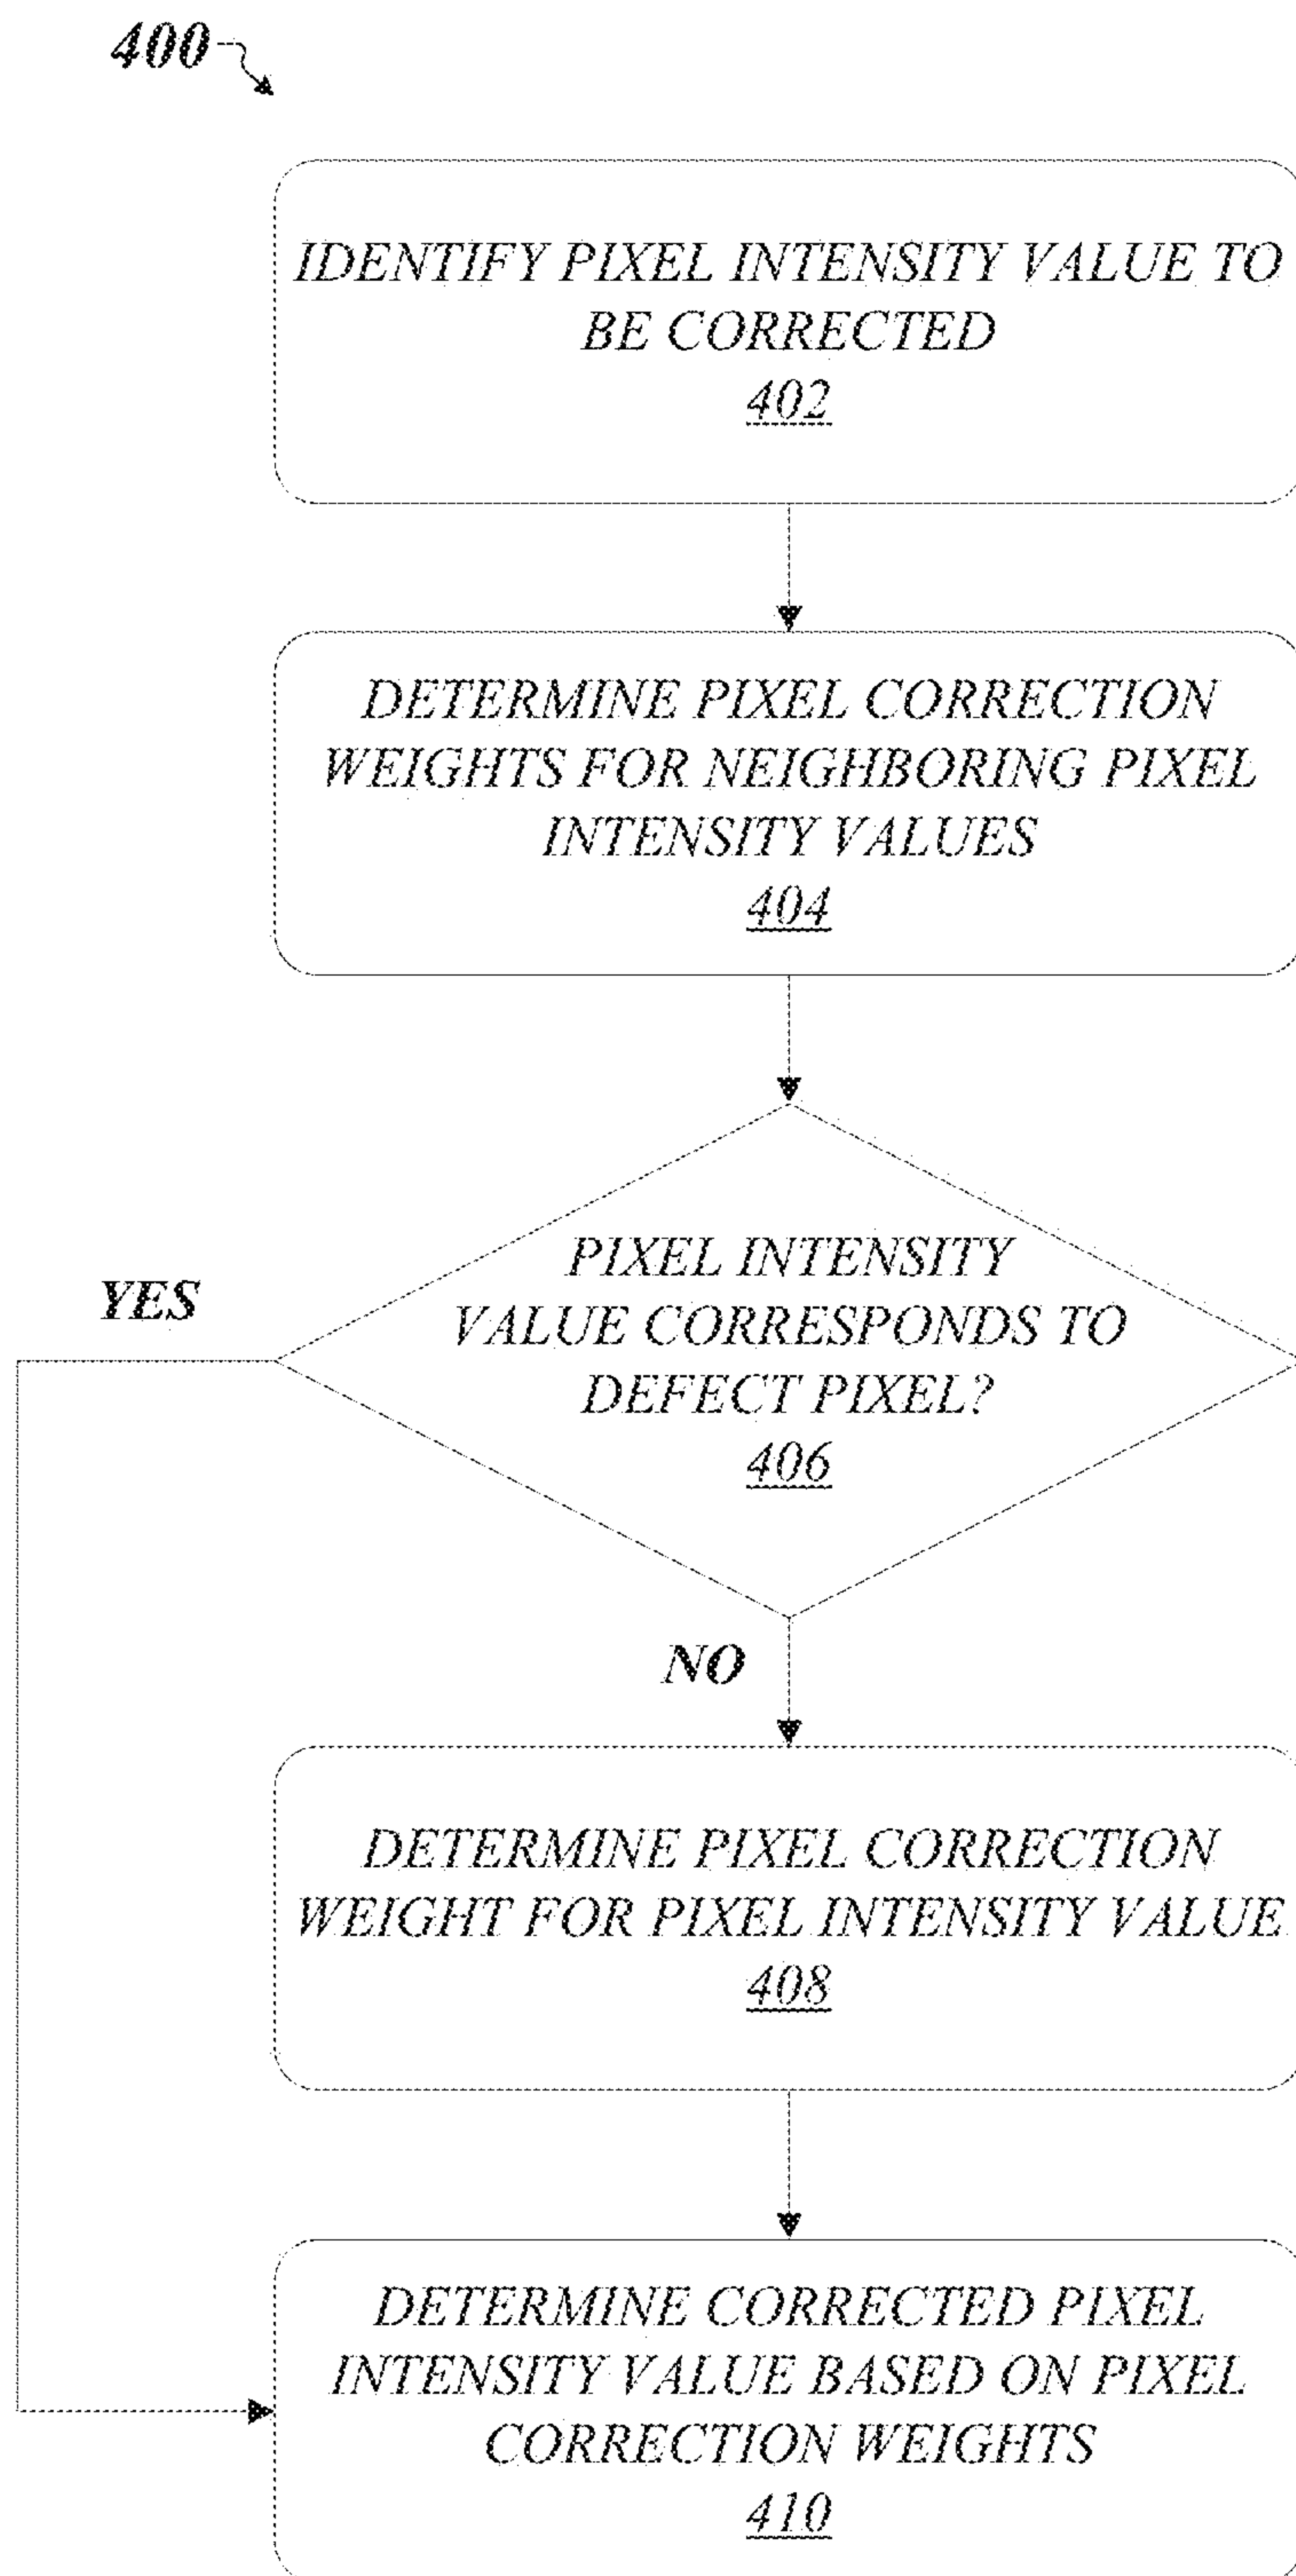 400
IDENTIFY PIXEL INTENSITY VALUE TO
BE CORRECTED
402
DETERMINE PIXEL CORRECTION
WEIGHTS FOR NEIGHBORING PIXEL
INTENSITY VALUES
404
PIXEL INTENSITY
VALUE CORRESPONDS TO
DEFECT PIXEL?
406
YES
NO
DETERMINE PIXEL CORRECTION
WEIGHT FOR PIXEL INTENSITY VALUE
408
DETERMINE CORRECTED PIXEL
INTENSITY VALUE BASED ON PIXEL
CORRECTION WEIGHTS
410